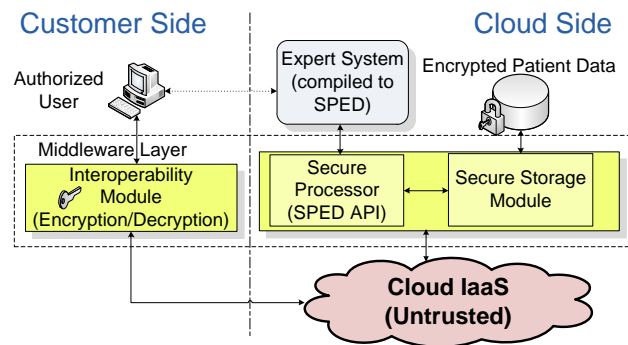 Customer Side
Cloud Side
Authorized
User
Expert System
(compiled to
SPED)
Encrypted Patient Data
Middleware Layer
Interoperability
Module
(Encryption/Decryption)
Secure
Processor
(SPED API)
Secure Storage
Module
Cloud IaaS
(Untrusted)